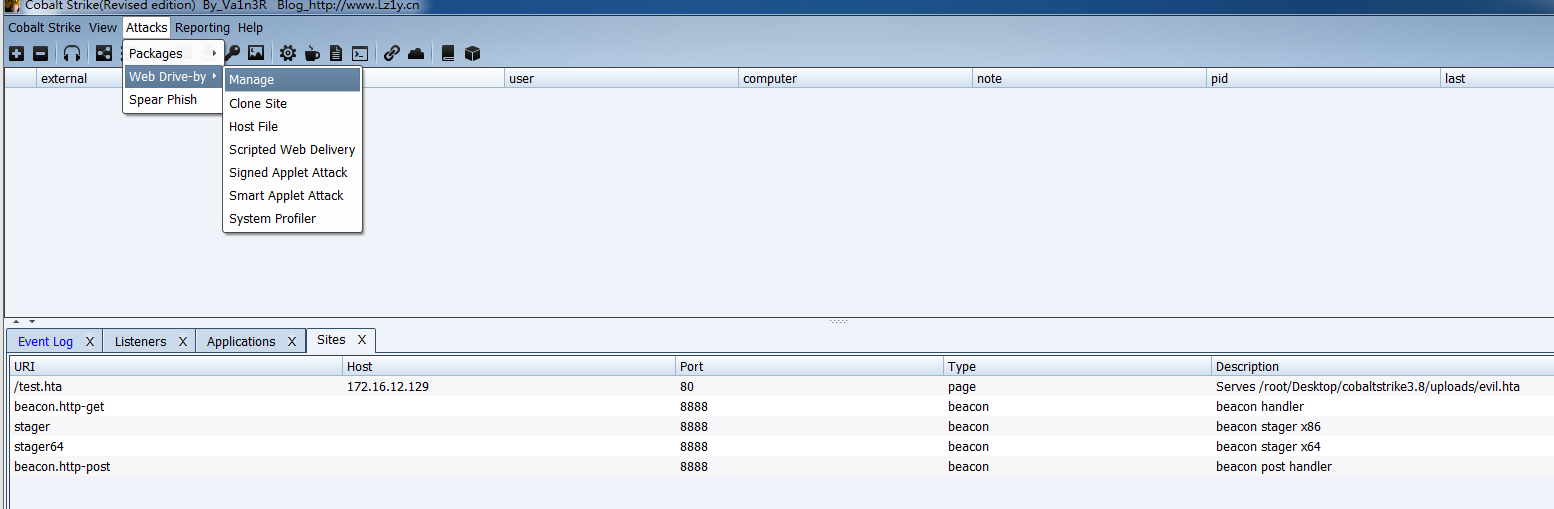 Cobalt Strike(Revised edition) By_Va1n3R Blog_http://www.Lz1y.cn
Cobalt Strike View Attacks Reporting Help
Packages
Web Drive-by
Spear Phish
Manage
Clone Site
Host File
Scripted Web Delivery
Signed Applet Attack
Smart Applet Attack
System Profiler
external user computer note pid last
Event Log X Listeners X Applications X Sites X
URI Host Port Type Description
/test.hta 172.16.12.129 80 page Serves /root/Desktop/cobaltstrike3.8/uploads/evil.hta
beacon.http-get 8888 beacon beacon handler
stager 8888 beacon beacon stager x86
stager64 8888 beacon beacon stager x64
beacon.http-post 8888 beacon beacon post handler